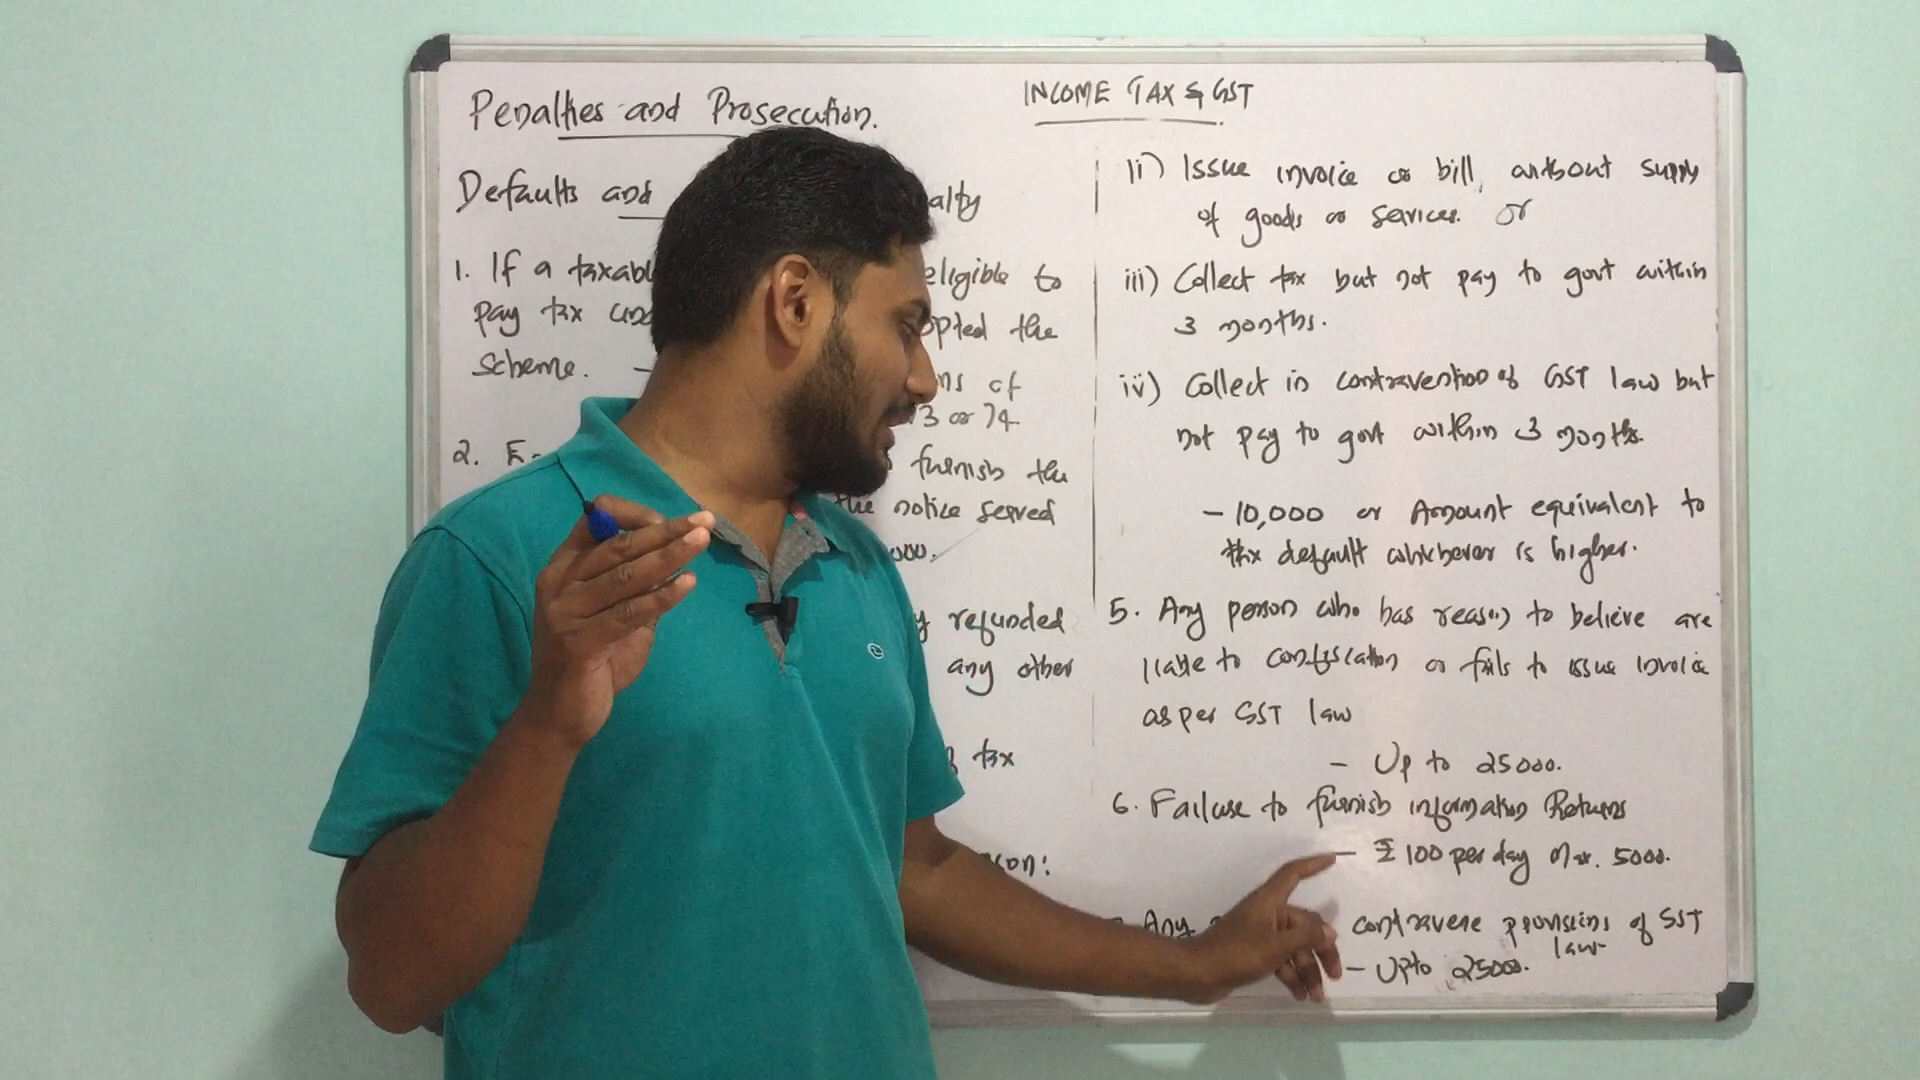 Penalties and Prosecution.
INCOME TAX & GST
Defaults and alty
1. If a taxabl eligible to
pay tax und opted the
scheme. - ns of
73 or 74
2. furnish the
the notice served
000.
y refunded
any other
tax
son:
ii) Issue invoice or bill, without supply
of goods or services. or
iii) Collect tax but not pay to govt within
3 months.
iv) Collect in contravention of GST law but
not pay to govt within 3 months.
- 10,000 or Amount equivalent to
tax default whichever is higher.
5. Any person who has reason to believe are
liable to confiscation or fails to issue invoice
as per GST law
- Up to 25000.
6. Failure to furnish information Returns
- ₹ 100 per day Max. 5000.
Any contravene provisions of GST
law
- Upto 25000.